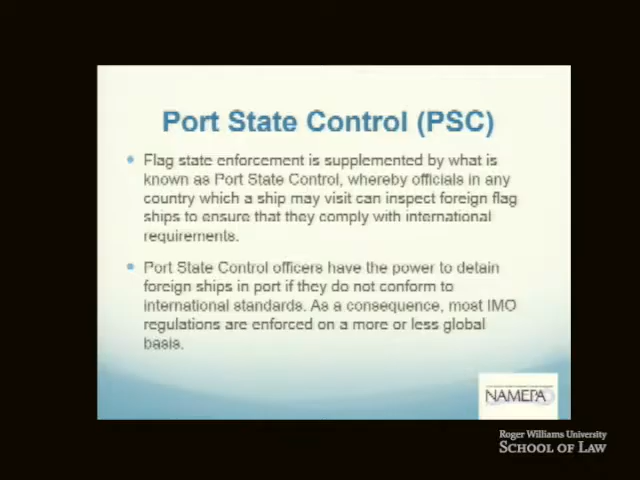 Port State Control (PSC)
Flag state enforcement is supplemented by what is
known as Port State Control, whereby officials in any
country which a ship may visit can inspect foreign flag
ships to ensure that they comply with international
requirements.
Port State Control officers have the power to detain
foreign ships in port if they do not conform to
international standards. As a consequence, most IMO
regulations are enforced on a more or less global
basis.
NAMEPA
Roger Williams University
SCHOOL OF LAW